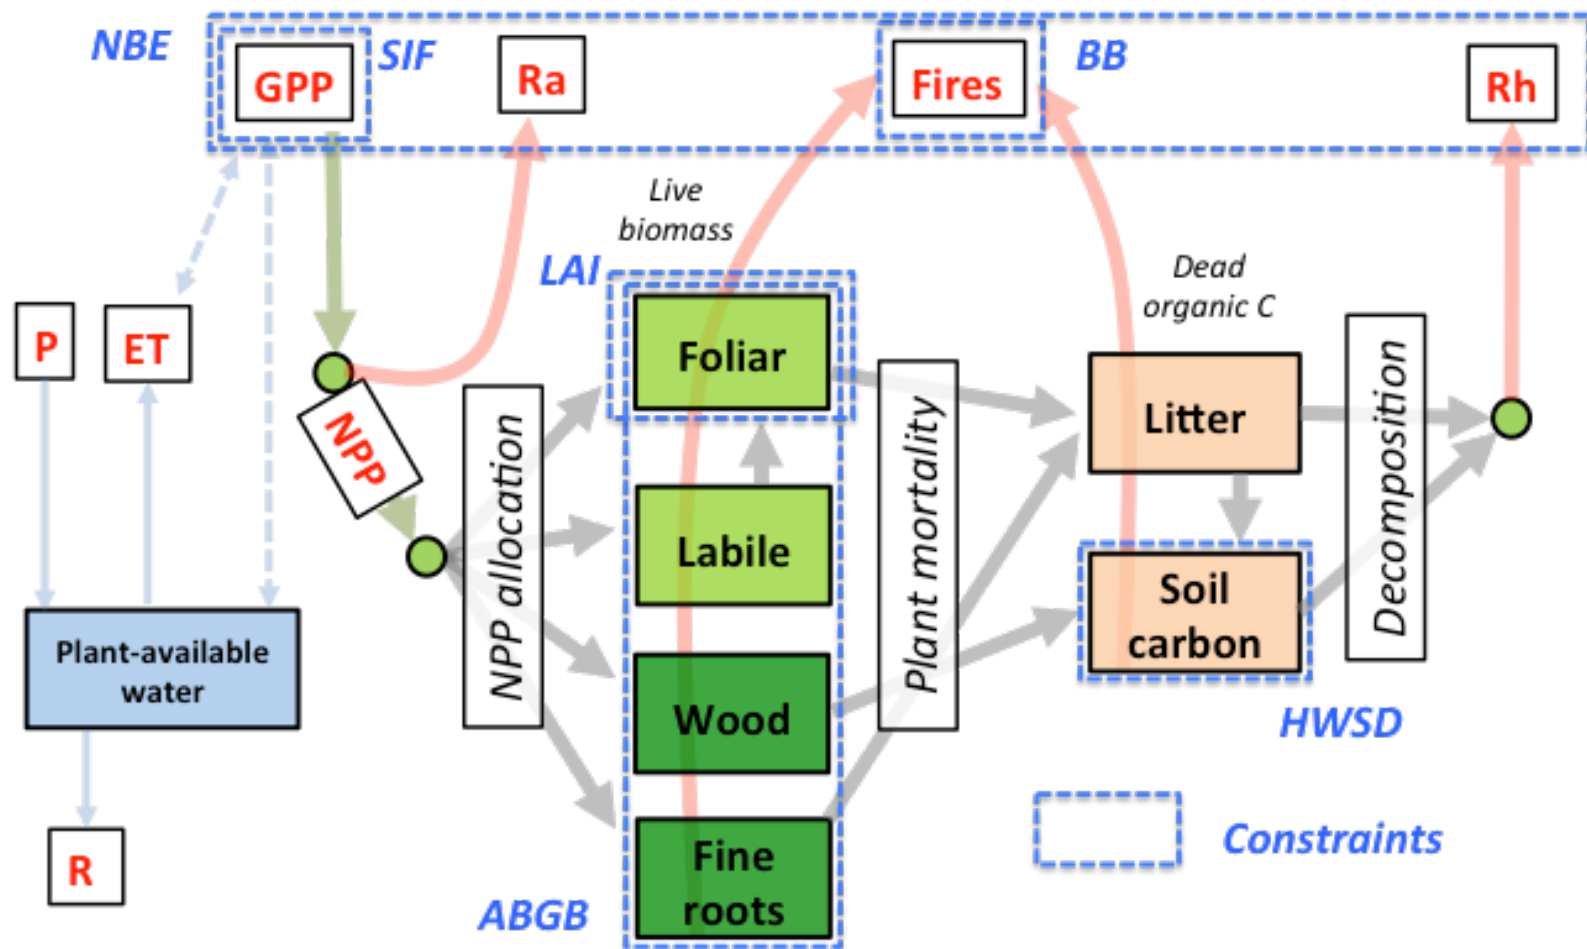 NBE
GPP
SIF
Ra
Fires
BB
Rh
Live
biomass
LAI
Dead
organic C
P
ET
NPP
NPP allocation
Foliar
Labile
Wood
Fine
roots
ABGB
Plant mortality
Litter
Soil
carbon
HWSD
Decomposition
Plant-available
water
R
Constraints